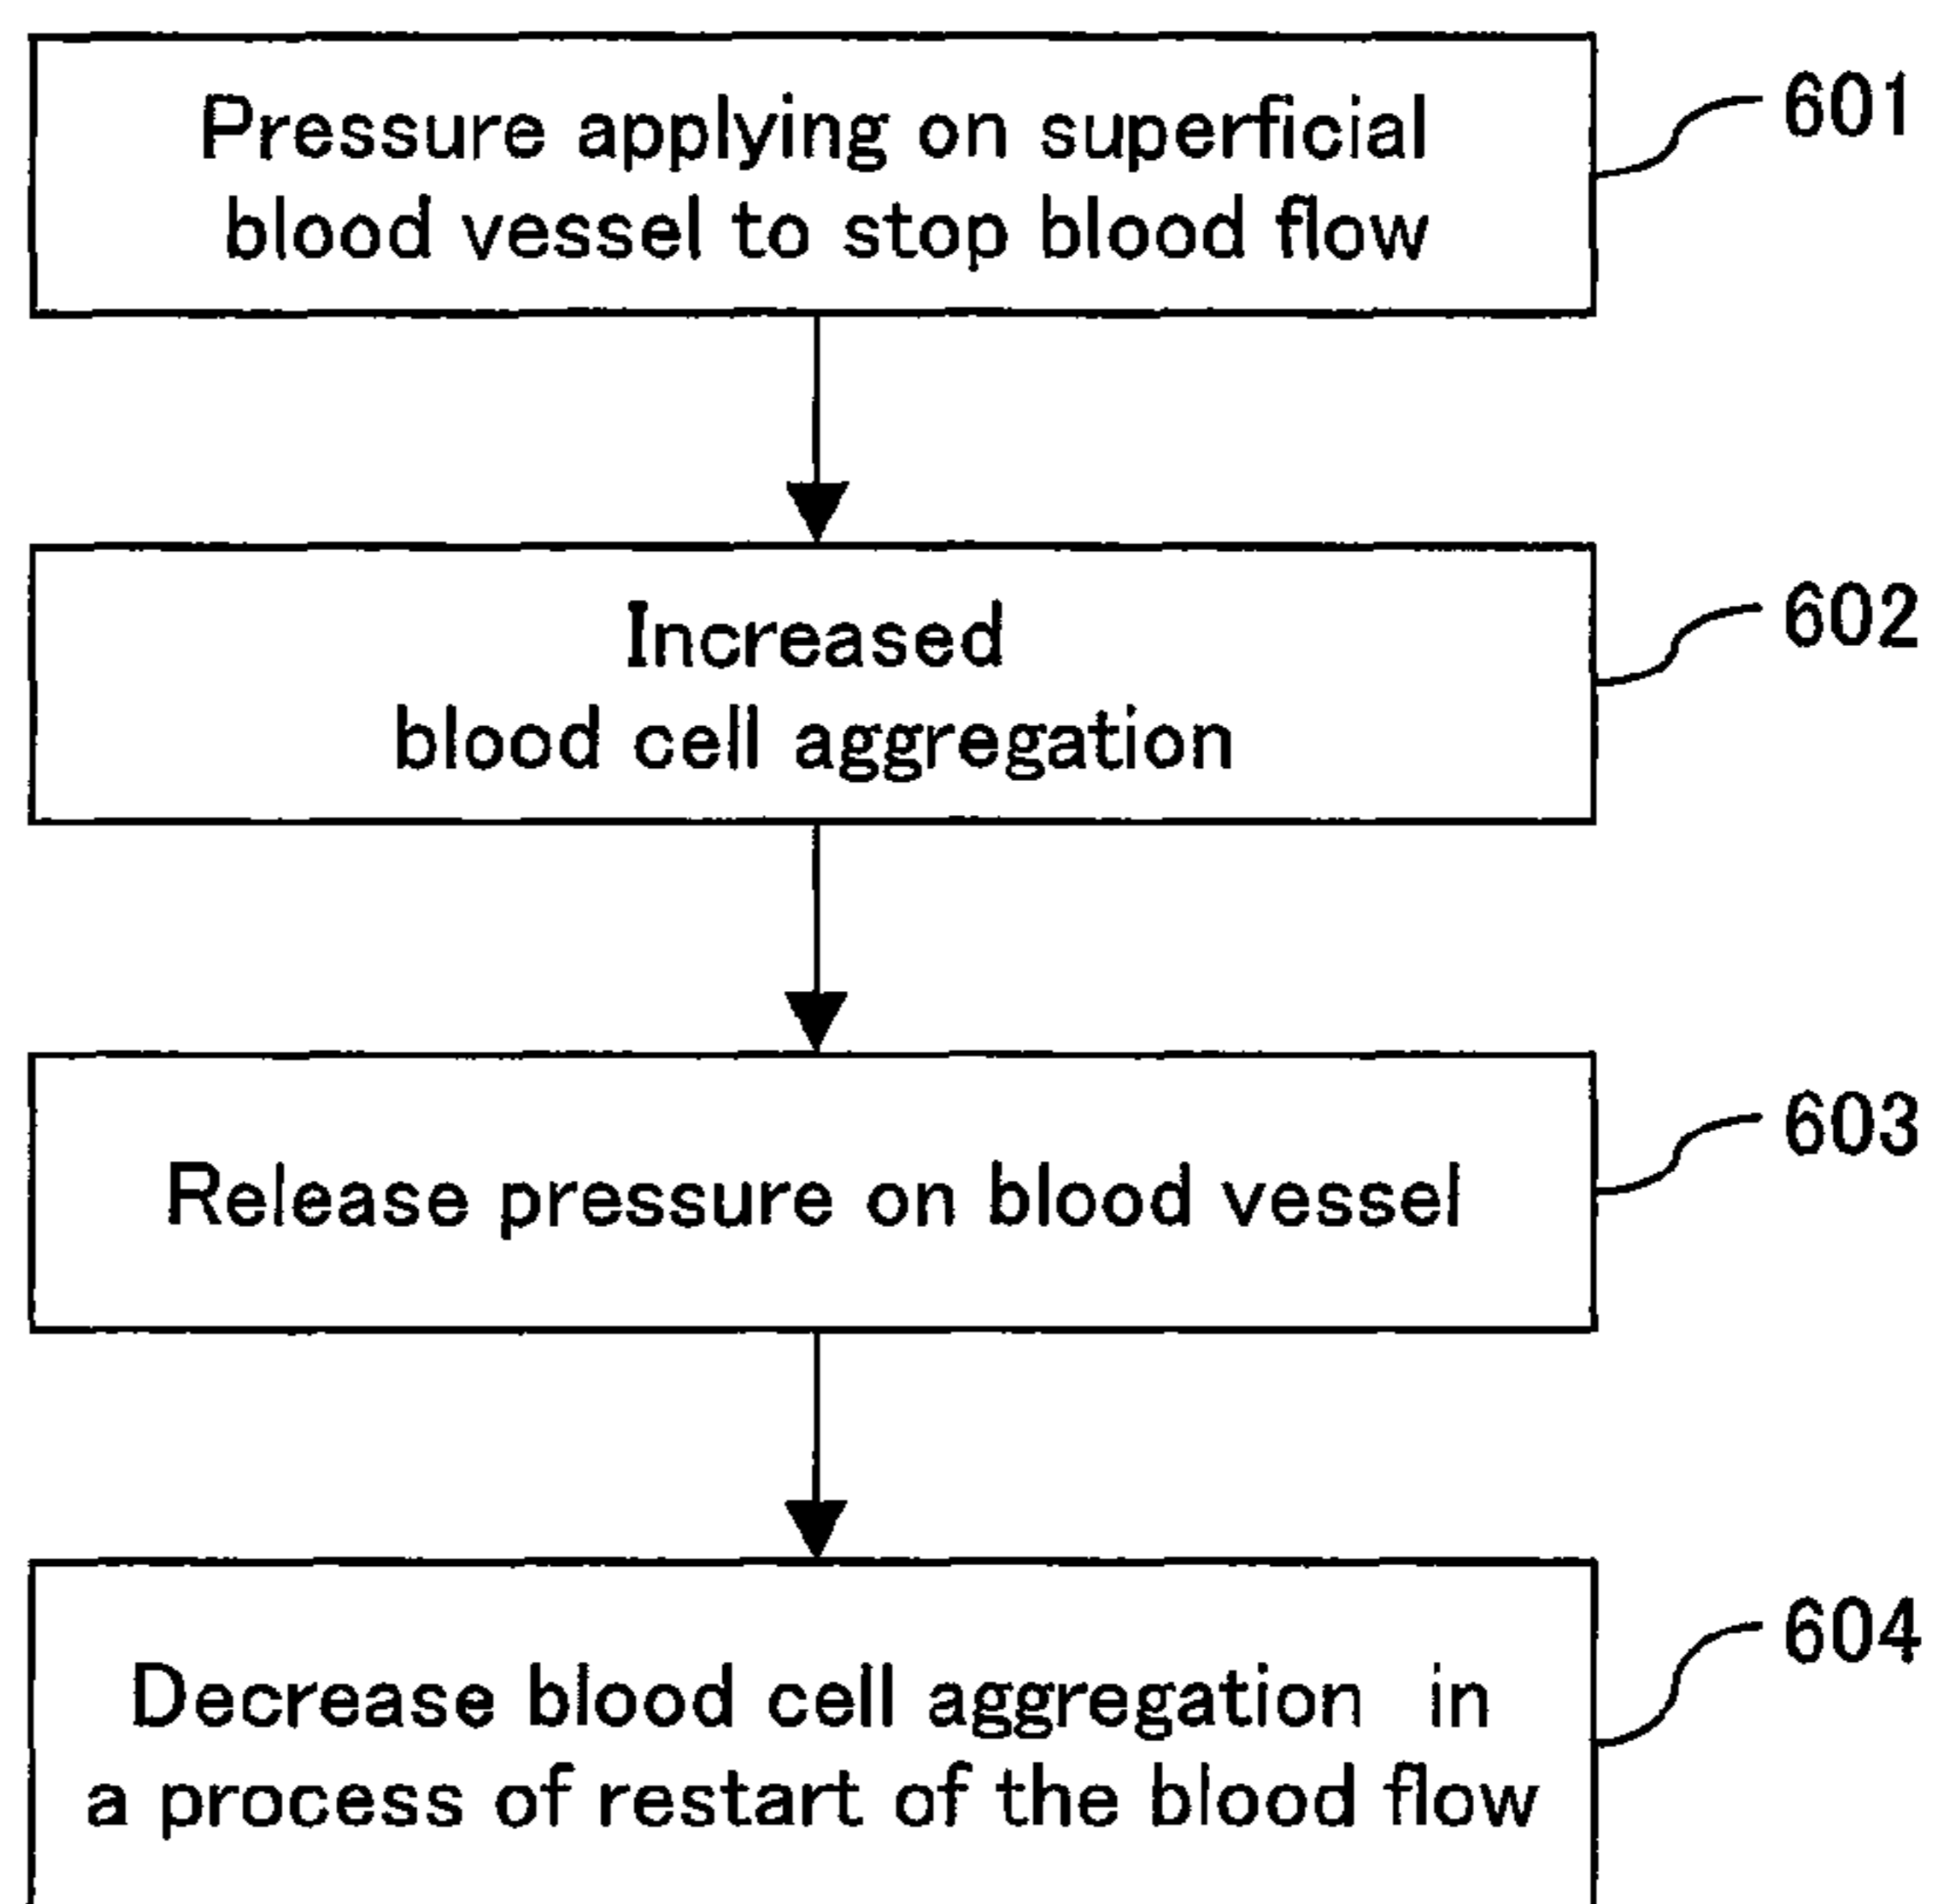 Pressure applying on superficial
blood vessel to stop blood flow
601
Increased
blood cell aggregation
602
Release pressure on blood vessel
603
Decrease blood cell aggregation in
a process of restart of the blood flow
604